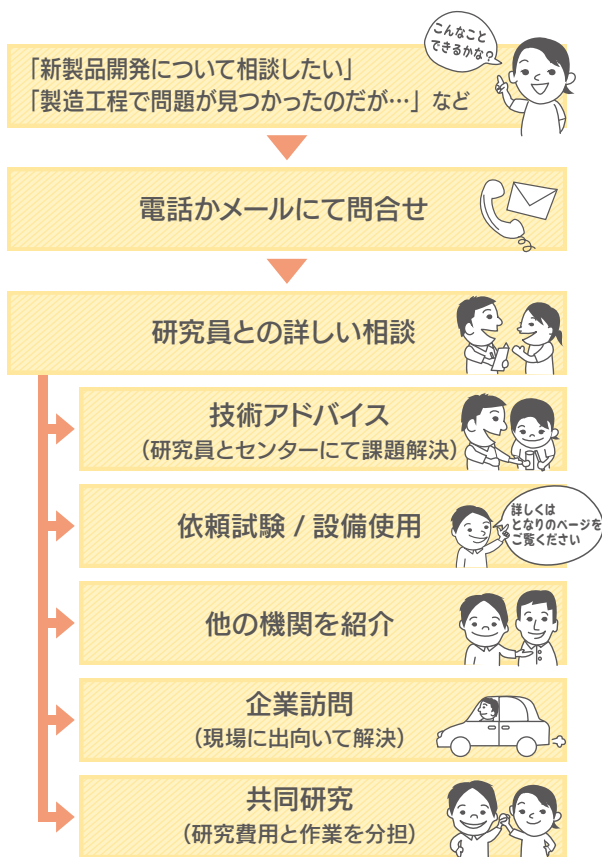 こんなこと
できるかな?
「新製品開発について相談したい」
「製造工程で問題が見つかったのだが…」など
電話かメールにて問合せ
研究員との詳しい相談
技術アドバイス
(研究員とセンターにて課題解決)
依頼試験 / 設備使用
詳しくは
となりのページを
ご覧ください
他の機関を紹介
企業訪問
(現場に出向いて解決)
共同研究
(研究費用と作業を分担)